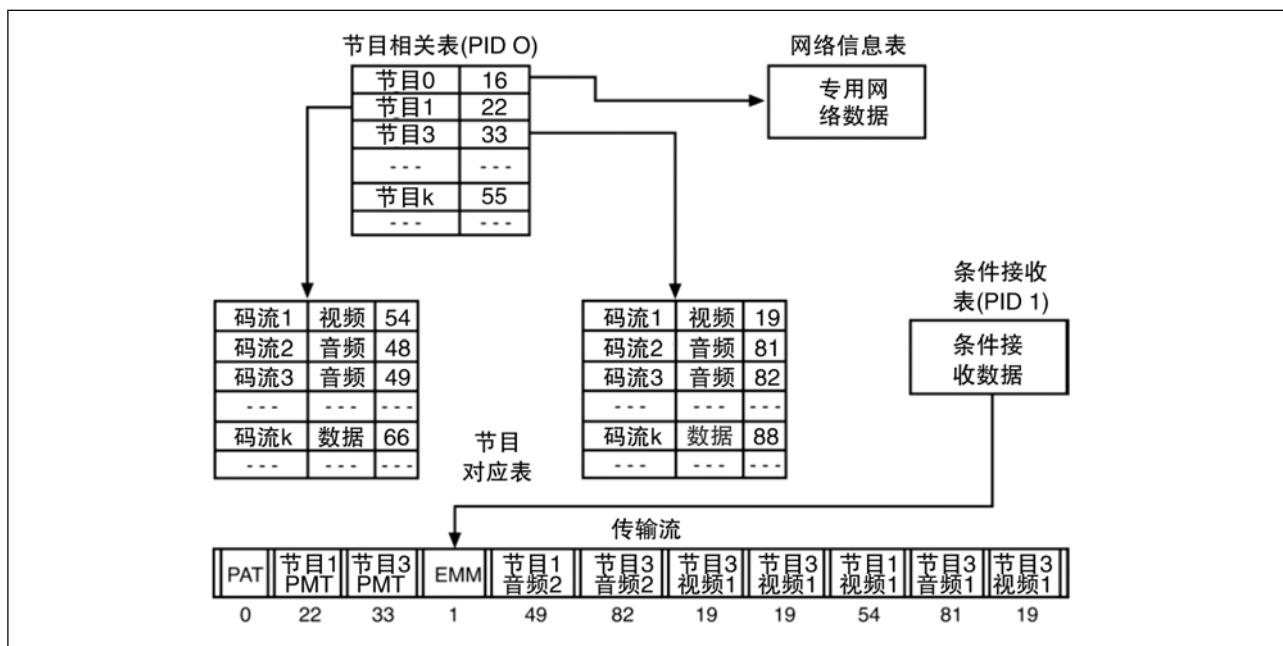 节目相关表(PID O)
节目0 16
节目1 22
节目3 33
--- ---
节目k 55
--- ---
网络信息表
专用网
络数据
码流1 视频 54
码流2 音频 48
码流3 音频 49
--- --- ---
码流k 数据 66
--- --- ---
节目
对应表
码流1 视频 19
码流2 音频 81
码流3 音频 82
--- --- ---
码流k 数据 88
--- --- ---
条件接收
表(PID 1)
条件接
收数据
传输流
PAT
节目1
PMT
节目3
PMT
EMM
节目1
音频2
节目3
音频2
节目3
视频1
节目3
视频1
节目1
视频1
节目3
音频1
节目3
视频1
0 22 33 1 49 82 19 19 54 81 19